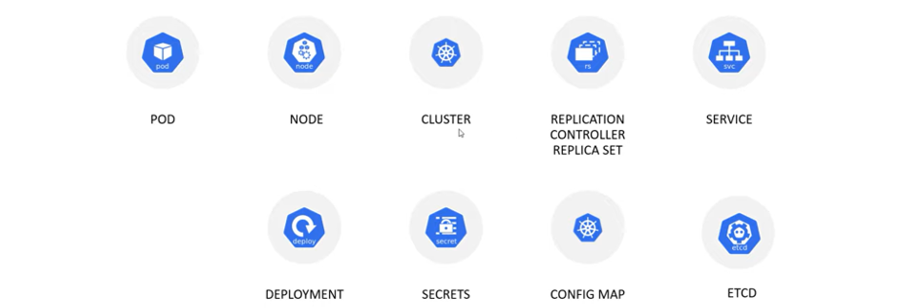 pod
node
rs
svc
POD
NODE
CLUSTER
REPLICATION
CONTROLLER
REPLICA SET
SERVICE
deploy
secret
etcd
DEPLOYMENT
SECRETS
CONFIG MAP
ETCD